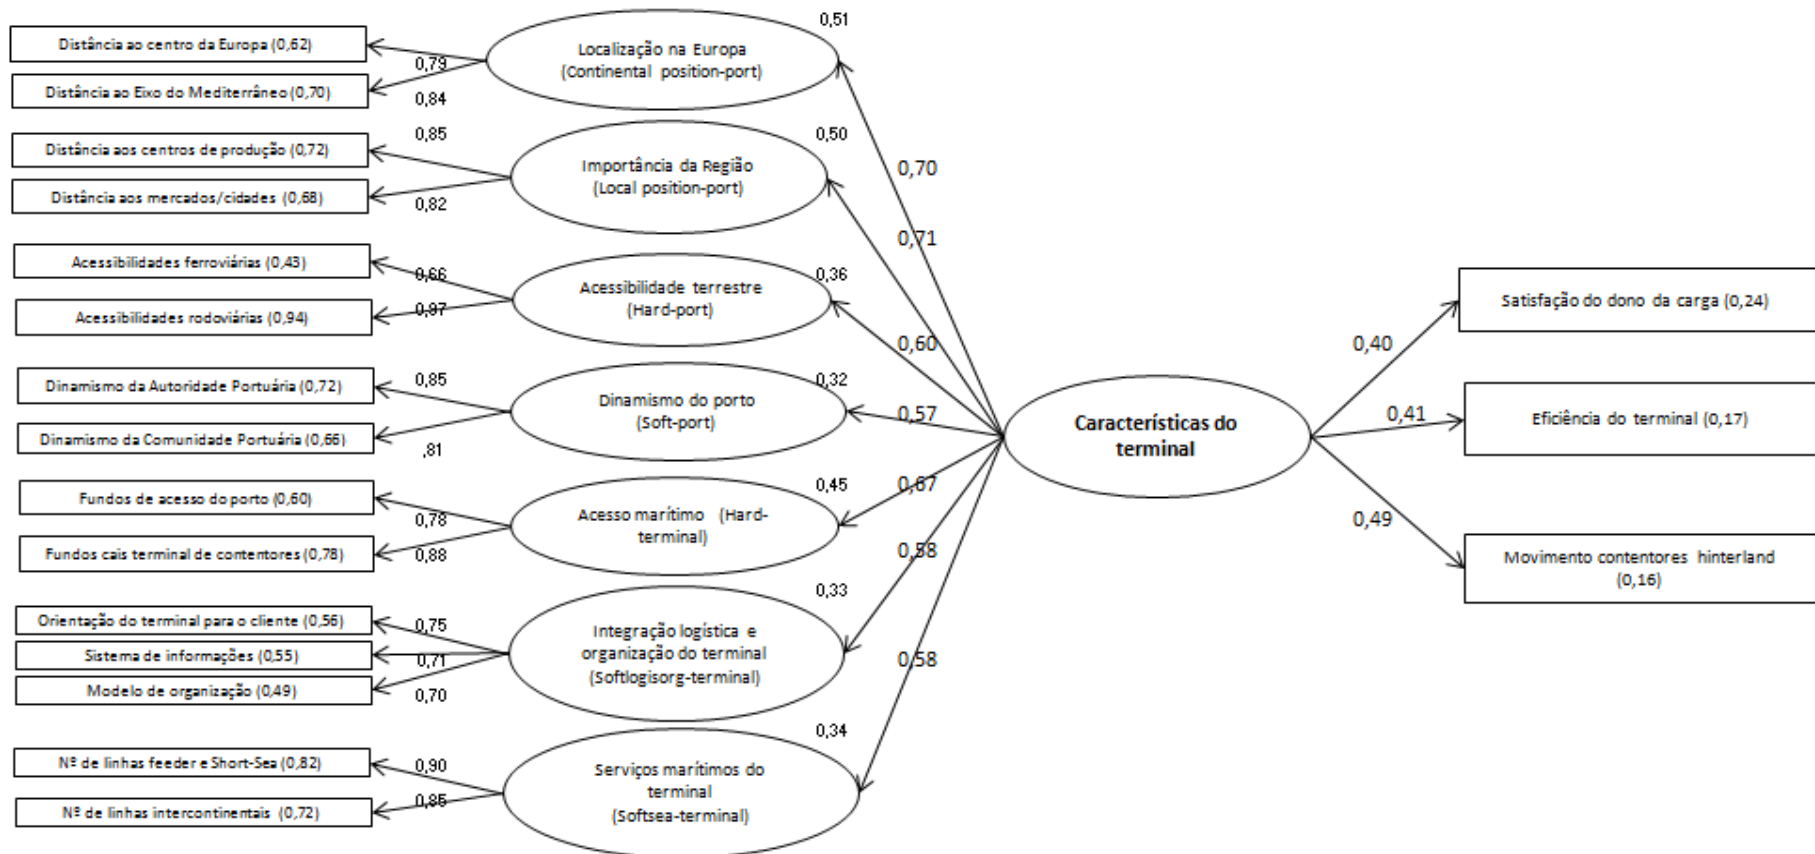 Distância ao centro da Europa (0,62)
Distância ao Eixo do Mediterrâneo (0,70)
0,79
0,84
Localização na Europa
(Continental position-port)
0,51
Distância aos centros de produção (0,72)
Distância aos mercados/cidades (0,68)
0,85
0,82
Importância da Região
(Local position-port)
0,50
Acessibilidades ferroviárias (0,43)
Acessibilidades rodoviárias (0,94)
0,66
0,97
Acessibilidade terrestre
(Hard-port)
0,36
Dinamismo da Autoridade Portuária (0,72)
Dinamismo da Comunidade Portuária (0,66)
0,85
,81
Dinamismo do porto
(Soft-port)
0,32
Fundos de acesso do porto (0,60)
Fundos cais terminal de contentores (0,78)
0,78
0,88
Acesso marítimo (Hard-
terminal)
0,45
Orientação do terminal para o cliente (0,56)
Sistema de informações (0,55)
Modelo de organização (0,49)
0,75
0,71
0,70
Integração logística e
organização do terminal
(Softlogisorg-terminal)
0,33
Nº de linhas feeder e Short-Sea (0,82)
Nº de linhas intercontinentais (0,72)
0,90
0,85
Serviços marítimos do
terminal
(Softsea-terminal)
0,34
0,70
0,71
0,60
0,57
0,67
0,58
0,58
Características do
terminal
0,40
0,41
0,49
Satisfação do dono da carga (0,24)
Eficiência do terminal (0,17)
Movimento contentores hinterland
(0,16)